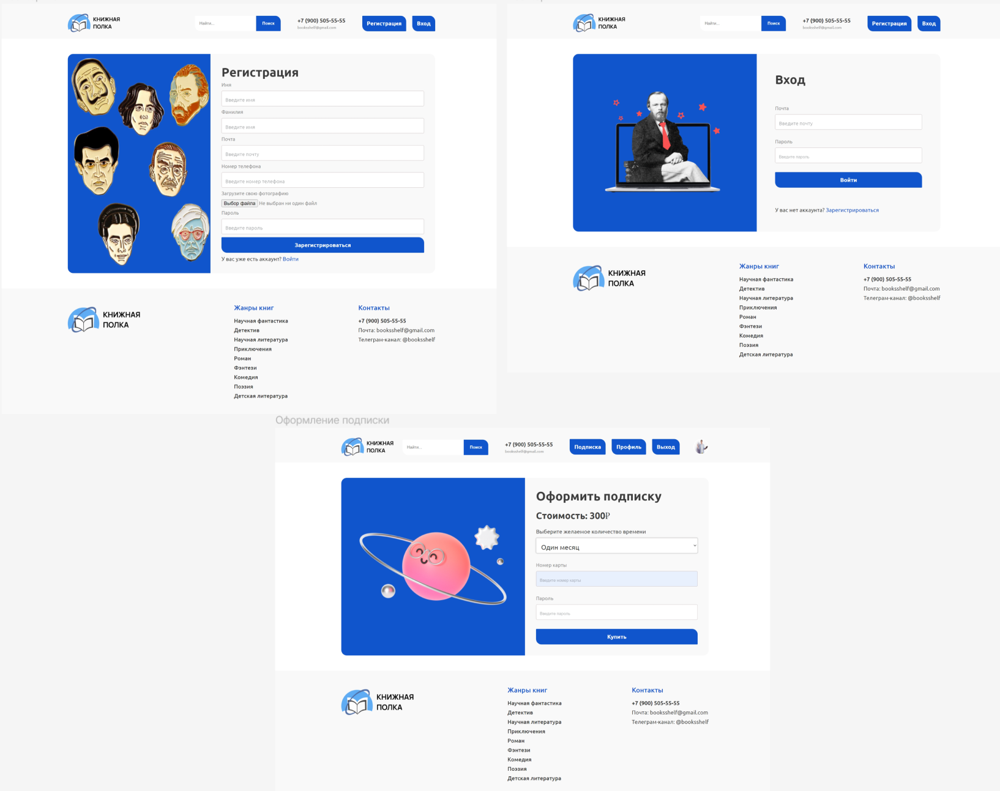 КНИЖНАЯ
ПОЛКА
Найти...
Поиск
+7 (900) 505-55-55
booksshelf@gmail.com
Регистрация
Вход
Регистрация
Имя
Введите имя
Фамилия
Введите имя
Почта
Введите почту
Номер телефона
Введите номер телефона
Загрузите свою фотографию
Выбор файла Не выбран ни один файл
Пароль
Введите пароль
Зарегистрироваться
У вас уже есть аккаунт? Войти
КНИЖНАЯ
ПОЛКА
Жанры книг
Научная фантастика
Детектив
Научная литература
Приключения
Роман
Фэнтези
Комедия
Поэзия
Детская литература
Контакты
+7 (900) 505-55-55
Почта: booksshelf@gmail.com
Телеграм-канал: @booksshelf
КНИЖНАЯ
ПОЛКА
Найти...
Поиск
+7 (900) 505-55-55
booksshelf@gmail.com
Регистрация
Вход
Вход
Почта
Введите почту
Пароль
Введите пароль
Войти
У вас нет аккаунта? Зарегистрироваться
КНИЖНАЯ
ПОЛКА
Жанры книг
Научная фантастика
Детектив
Научная литература
Приключения
Роман
Фэнтези
Комедия
Поэзия
Детская литература
Контакты
+7 (900) 505-55-55
Почта: booksshelf@gmail.com
Телеграм-канал: @booksshelf
Оформление подписки
КНИЖНАЯ
ПОЛКА
Найти...
Поиск
+7 (900) 505-55-55
booksshelf@gmail.com
Подписка
Профиль
Выход
Оформить подписку
Стоимость: 300₽
Выберите желаемое количество времени
Один месяц
Номер карты
Введите номер карты
Пароль
Введите пароль
Купить
КНИЖНАЯ
ПОЛКА
Жанры книг
Научная фантастика
Детектив
Научная литература
Приключения
Роман
Фэнтези
Комедия
Поэзия
Детская литература
Контакты
+7 (900) 505-55-55
Почта: booksshelf@gmail.com
Телеграм-канал: @booksshelf